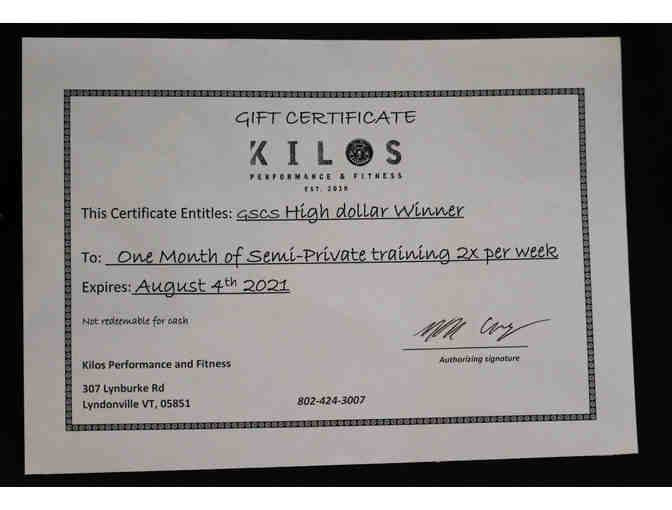 GIFT CERTIFICATE
KILOS
PERFORMANCE & FITNESS
EST. 2018
This Certificate Entitles: GSCS High dollar Winner
To: One Month of Semi-Private training 2x per week
Expires: August 4th 2021
Not redeemable for cash
Authorizing signature
Kilos Performance and Fitness
307 Lynburke Rd
Lyndonville VT, 05851
802-424-3007